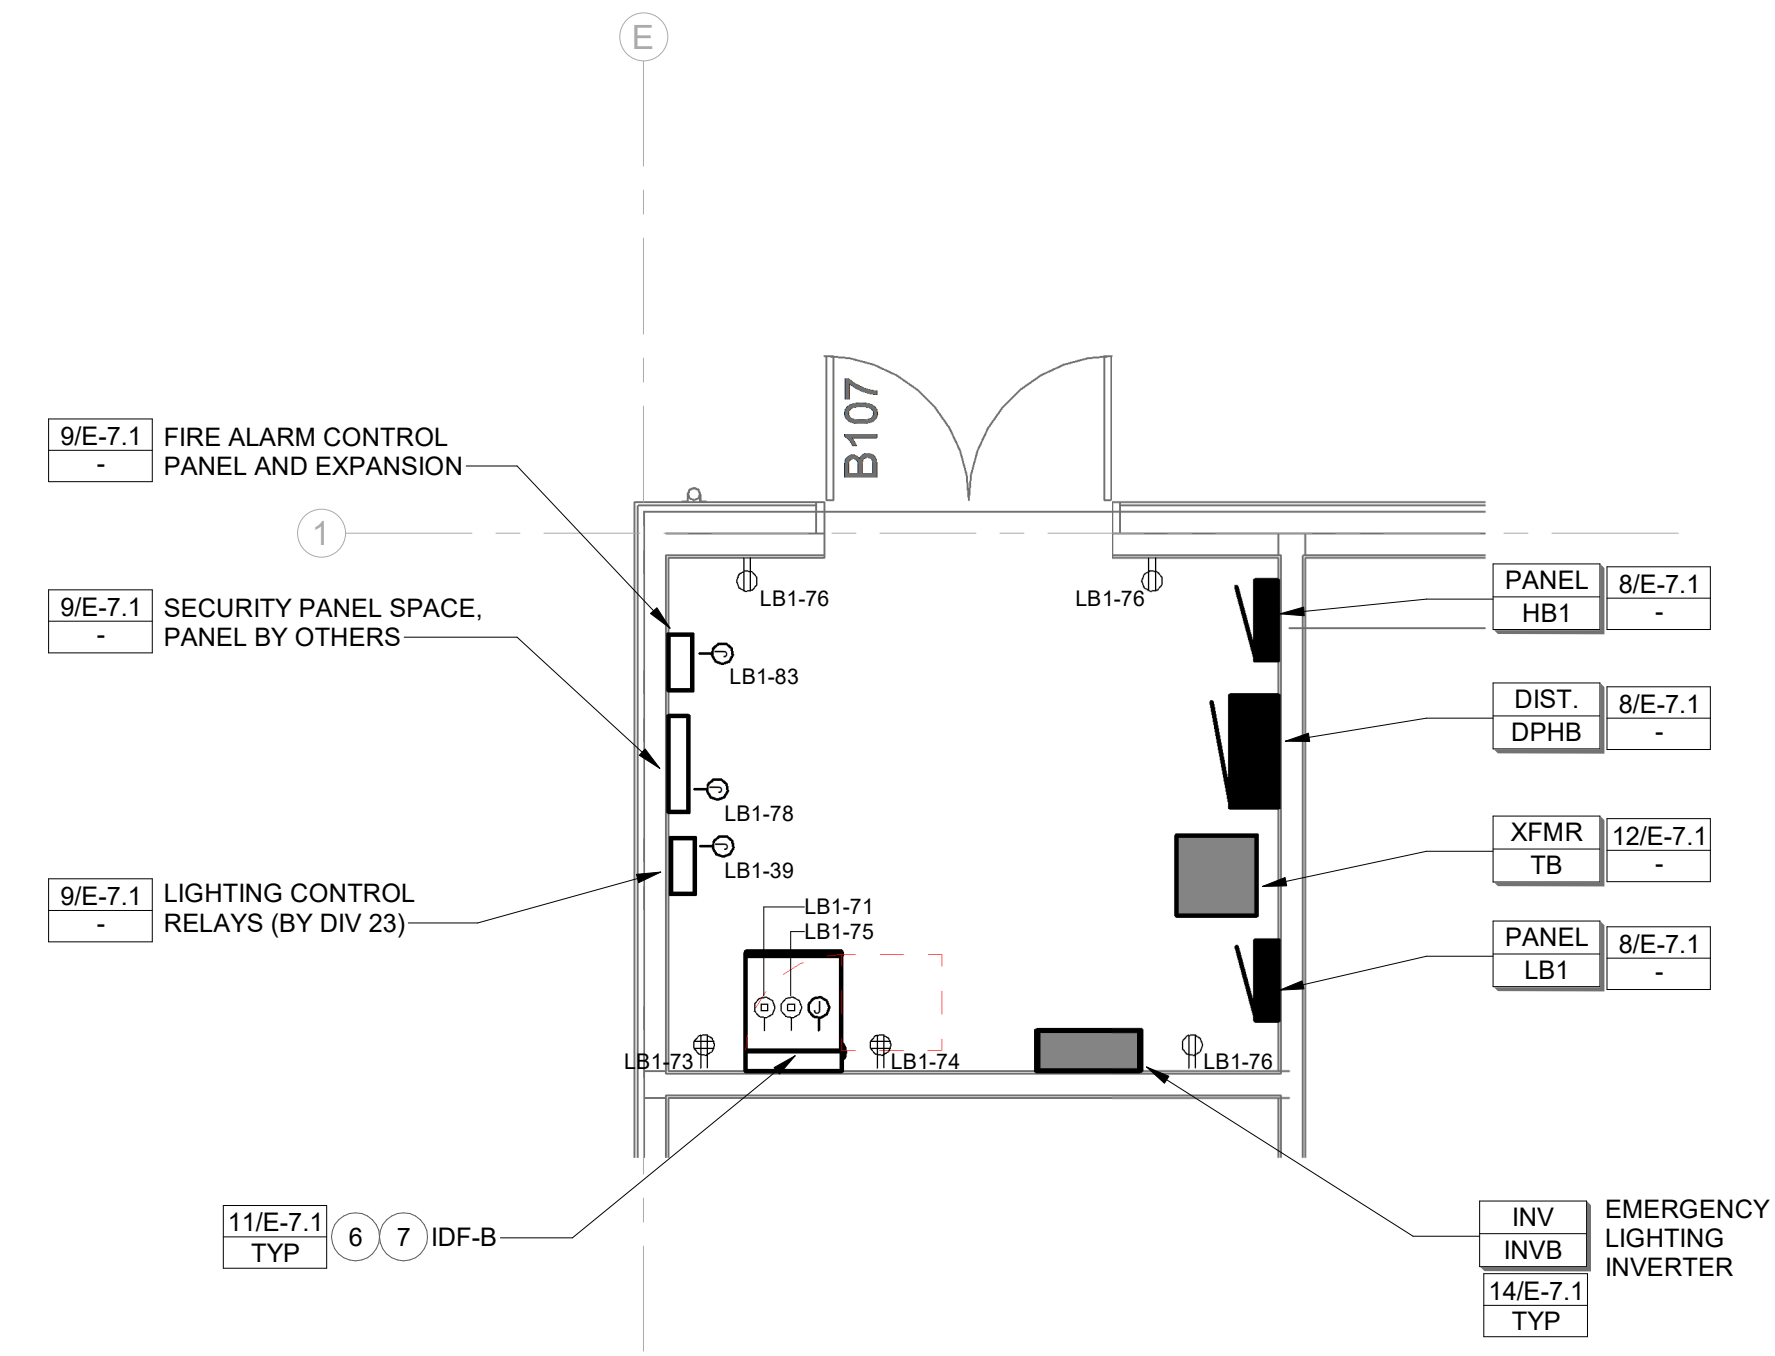 E
B107
1
9/E-7.1
-
FIRE ALARM CONTROL
PANEL AND EXPANSION
9/E-7.1
-
SECURITY PANEL SPACE,
PANEL BY OTHERS
9/E-7.1
-
LIGHTING CONTROL
RELAYS (BY DIV 23)
LB1-76
LB1-76
J
LB1-83
J
LB1-78
J
LB1-39
LB1-71
LB1-75
J
LB1-73
LB1-74
LB1-76
PANEL
HB1
8/E-7.1
-
DIST.
DPHB
8/E-7.1
-
XFMR
TB
12/E-7.1
-
PANEL
LB1
8/E-7.1
-
11/E-7.1
TYP
6
7
IDF-B
INV
INVB
EMERGENCY
LIGHTING
INVERTER
14/E-7.1
TYP